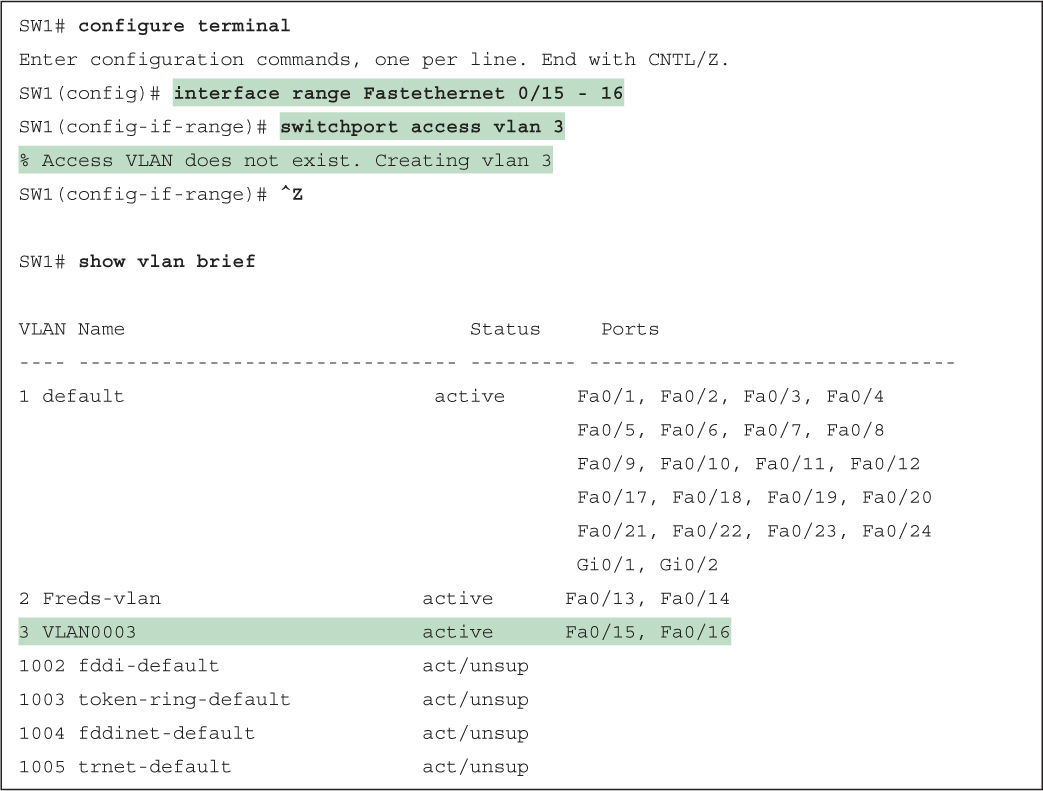 SW1# configure terminal
Enter configuration commands, one per line. End with CNTL/Z.
SW1(config)# interface range Fastethernet 0/15 - 16
SW1(config-if-range)# switchport access vlan 3
% Access VLAN does not exist. Creating vlan 3
SW1(config-if-range)# ^Z
SW1# show vlan brief
VLAN Name Status Ports
---- -------------------------------- --------- -------------------------------
1 default active Fa0/1, Fa0/2, Fa0/3, Fa0/4
Fa0/5, Fa0/6, Fa0/7, Fa0/8
Fa0/9, Fa0/10, Fa0/11, Fa0/12
Fa0/17, Fa0/18, Fa0/19, Fa0/20
Fa0/21, Fa0/22, Fa0/23, Fa0/24
Gi0/1, Gi0/2
2 Freds-vlan active Fa0/13, Fa0/14
3 VLAN0003 active Fa0/15, Fa0/16
1002 fddi-default act/unsup
1003 token-ring-default act/unsup
1004 fddinet-default act/unsup
1005 trnet-default act/unsup